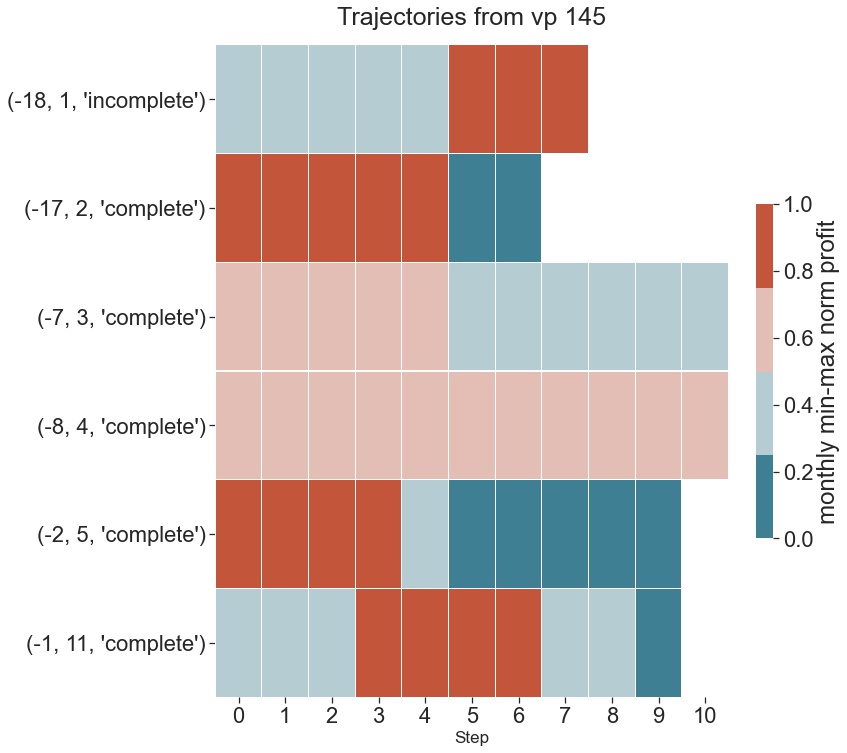 Trajectories from vp 145
(-18, 1, 'incomplete')
(-17, 2, 'complete')
(-7, 3, 'complete')
(-8, 4, 'complete')
(-2, 5, 'complete')
(-1, 11, 'complete')
0 1 2 3 4 5 6 7 8 9 10
Step
1.0
0.8
0.6
0.4
0.2
0.0
monthly min-max norm profit